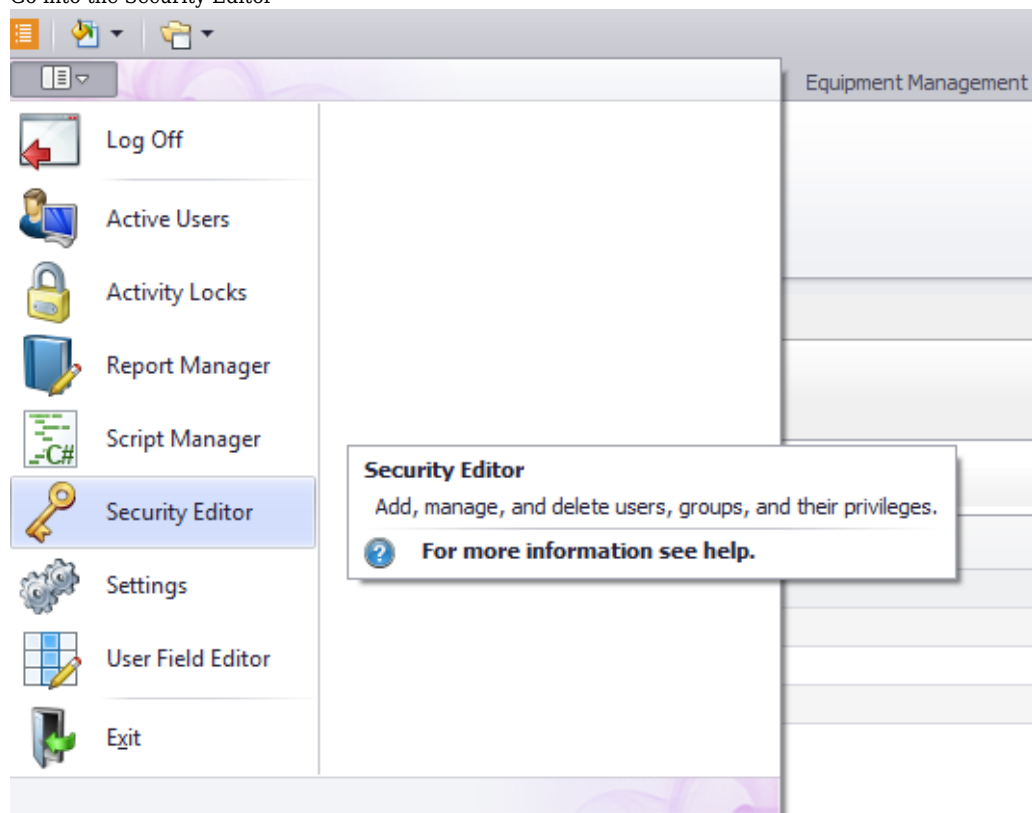 Go into the Security Editor
Equipment Management
Log Off
Active Users
Activity Locks
Report Manager
Script Manager
C#
Security Editor
Security Editor
Add, manage, and delete users, groups, and their privileges.
For more information see help.
Settings
User Field Editor
Exit